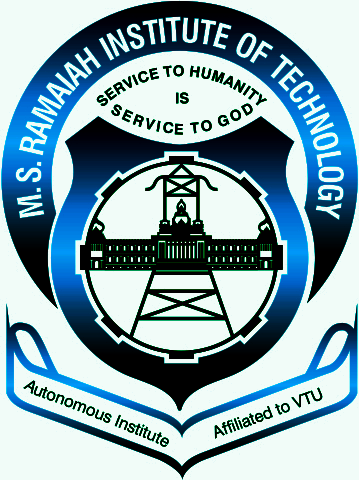 M. S. RAMAIAH INSTITUTE OF TECHNOLOGY
SERVICE TO HUMANITY
IS
SERVICE TO GOD
Autonomous Institute
Affiliated to VTU